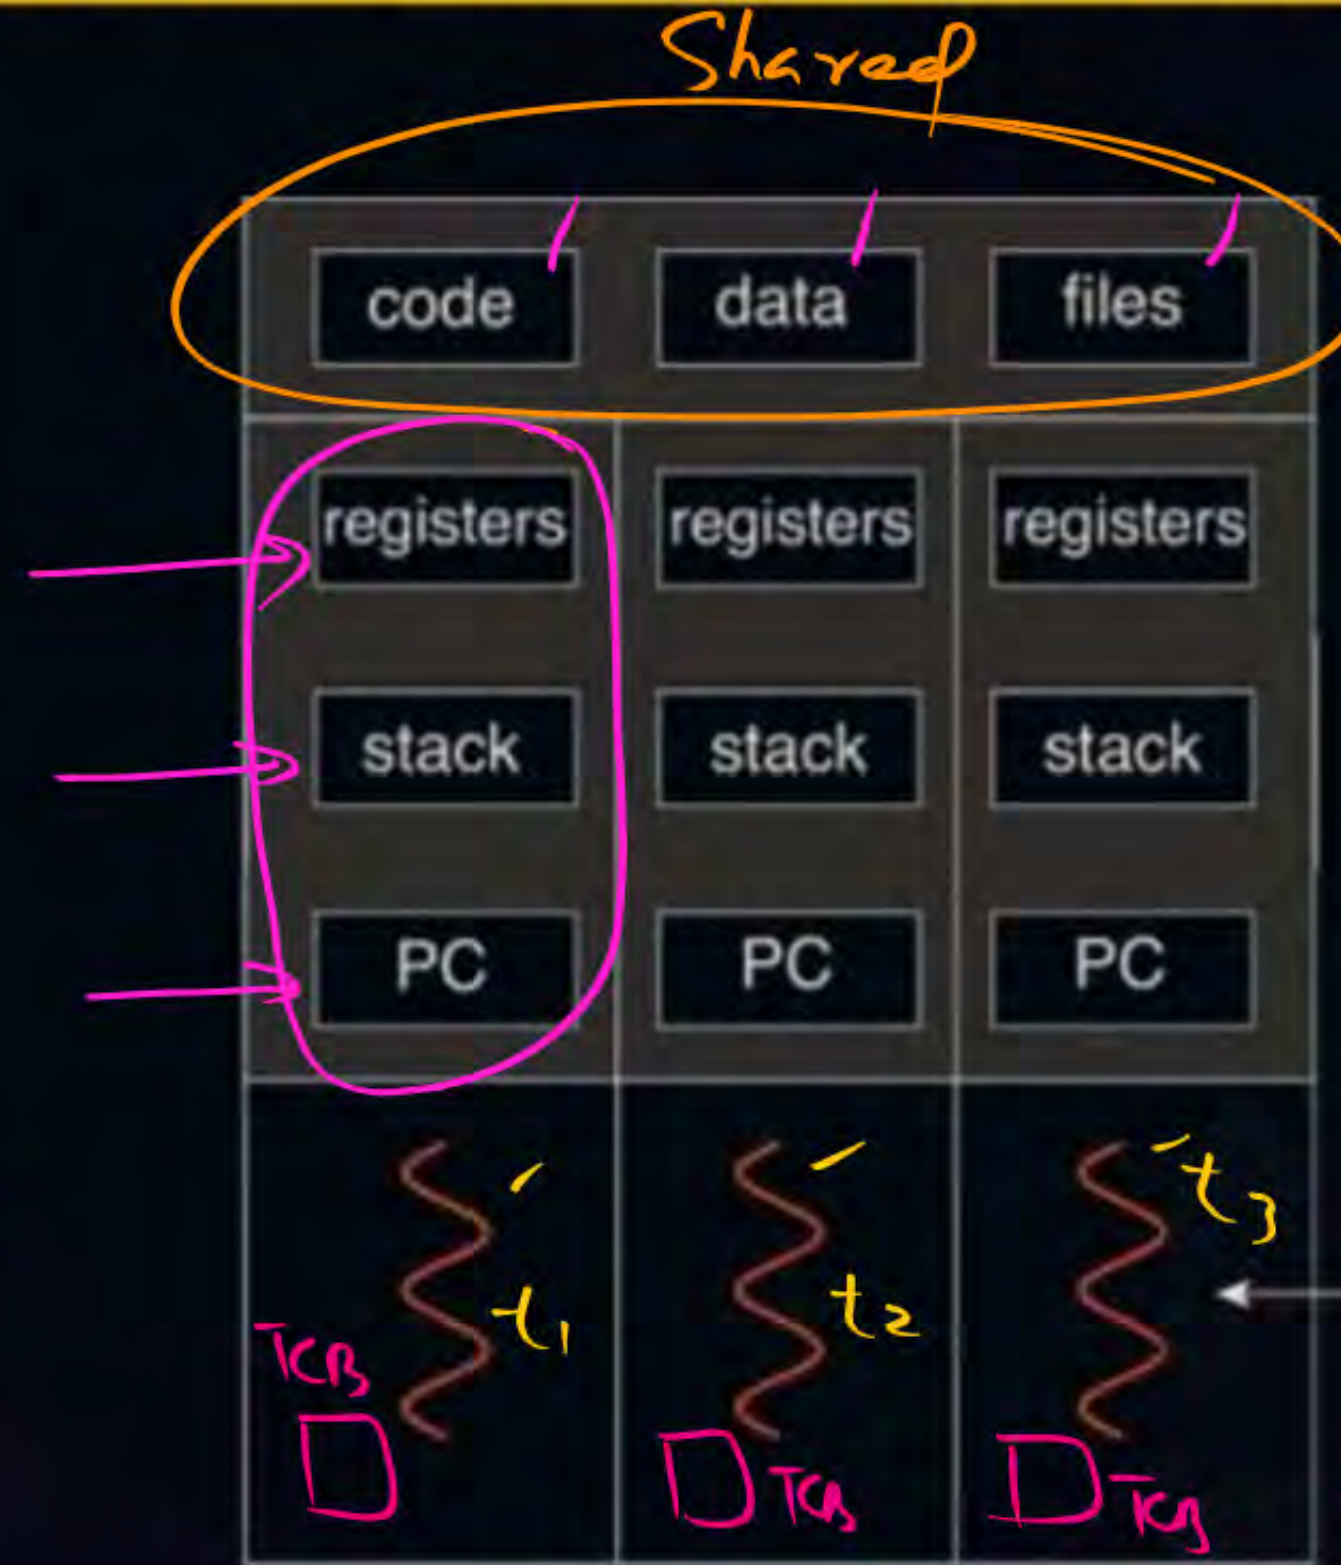 Shared
code data files
registers registers registers
stack stack stack
PC PC PC
t3
t1 t2
TCB
TCB TCB